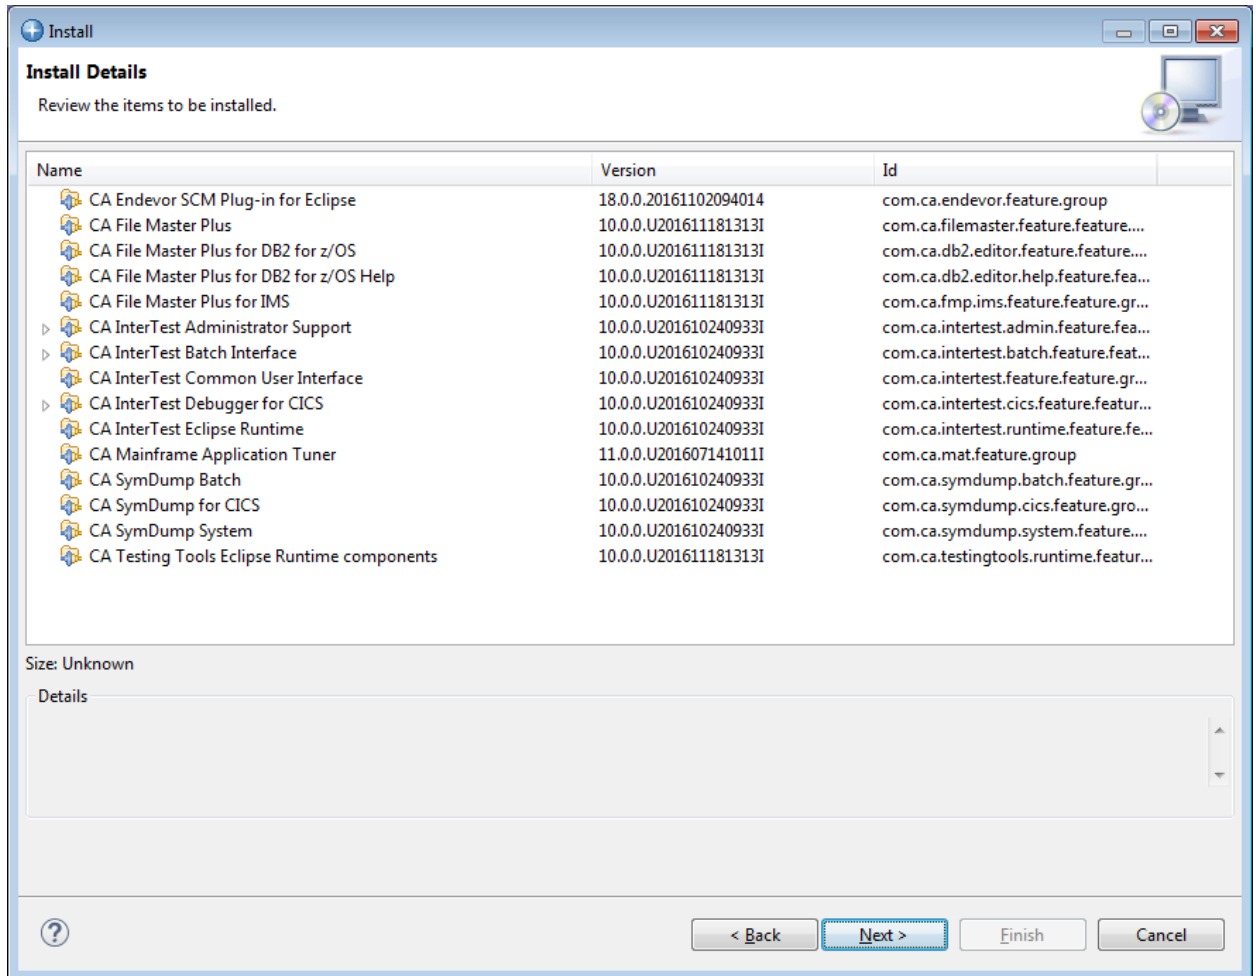 Install
Install Details
Review the items to be installed.
Name Version Id
CA Endevor SCM Plug-in for Eclipse 18.0.0.20161102094014 com.ca.endevor.feature.group
CA File Master Plus 10.0.0.U201611181313I com.ca.filemaster.feature.feature....
CA File Master Plus for DB2 for z/OS 10.0.0.U201611181313I com.ca.db2.editor.feature.feature....
CA File Master Plus for DB2 for z/OS Help 10.0.0.U201611181313I com.ca.db2.editor.help.feature.fea...
CA File Master Plus for IMS 10.0.0.U201611181313I com.ca.fmp.ims.feature.feature.gr...
CA InterTest Administrator Support 10.0.0.U201610240933I com.ca.intertest.admin.feature.fea...
CA InterTest Batch Interface 10.0.0.U201610240933I com.ca.intertest.batch.feature.feat...
CA InterTest Common User Interface 10.0.0.U201610240933I com.ca.intertest.feature.feature.gr...
CA InterTest Debugger for CICS 10.0.0.U201610240933I com.ca.intertest.cics.feature.featur...
CA InterTest Eclipse Runtime 10.0.0.U201610240933I com.ca.intertest.runtime.feature.fe...
CA Mainframe Application Tuner 11.0.0.U201607141011I com.ca.mat.feature.group
CA SymDump Batch 10.0.0.U201610240933I com.ca.symdump.batch.feature.gr...
CA SymDump for CICS 10.0.0.U201610240933I com.ca.symdump.cics.feature.gro...
CA SymDump System 10.0.0.U201610240933I com.ca.symdump.system.feature....
CA Testing Tools Eclipse Runtime components 10.0.0.U201611181313I com.ca.testingtools.runtime.featur...
Size: Unknown
Details
? < Back Next > Finish Cancel